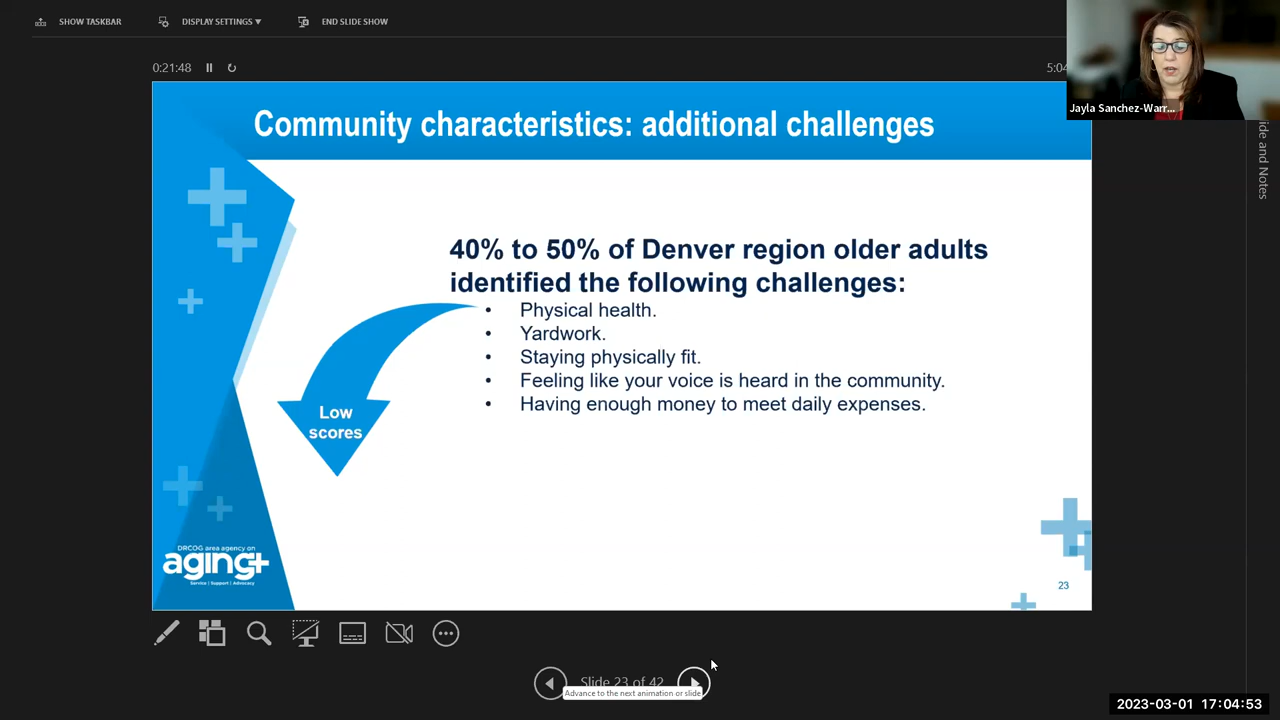 SHOW TASKBAR
DISPLAY SETTINGS ▼
END SLIDE SHOW
0:21:48
5:04
Jayla Sanchez-Warr...
ide and Notes
Community characteristics: additional challenges
40% to 50% of Denver region older adults
identified the following challenges:
• Physical health.
• Yardwork.
• Staying physically fit.
• Feeling like your voice is heard in the community.
• Having enough money to meet daily expenses.
Low
scores
DRCOG area agency on
aging+
Service | Support | Advocacy
23
Slide 23 of 42
Advance to the next animation or slide
2023-03-01 17:04:53